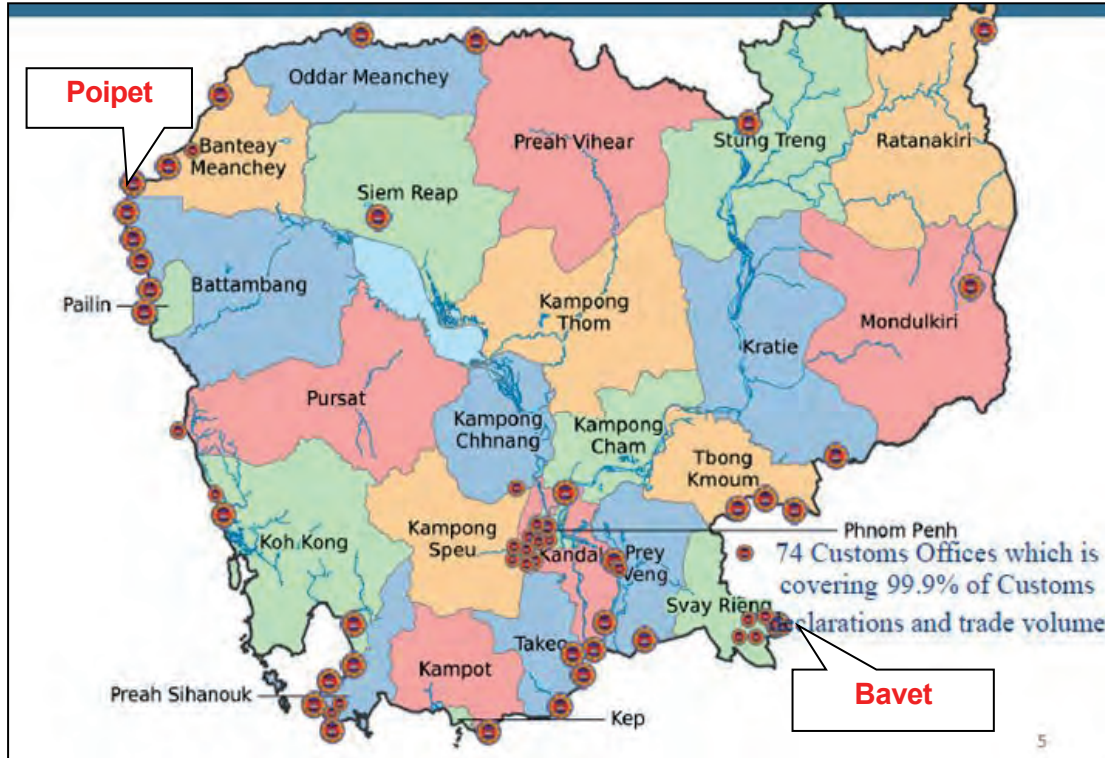 Poipet
Oddar Meanchey
Banteay
Meanchey
Preah Vihear
Stung Treng
Ratanakiri
Siem Reap
Battambang
Pailin
Kampong
Thom
Kratie
Mondulkiri
Pursat
Kampong
Chhnang
Kampong
Cham
Tbong
Kmoum
Koh Kong
Kampong
Speu
Kandal
Prey
Veng
Phnom Penh
74 Customs Offices which is
covering 99.9% of Customs
declarations and trade volume
Svay Rieng
Takeo
Kampot
Preah Sihanouk
Kep
Bavet
5